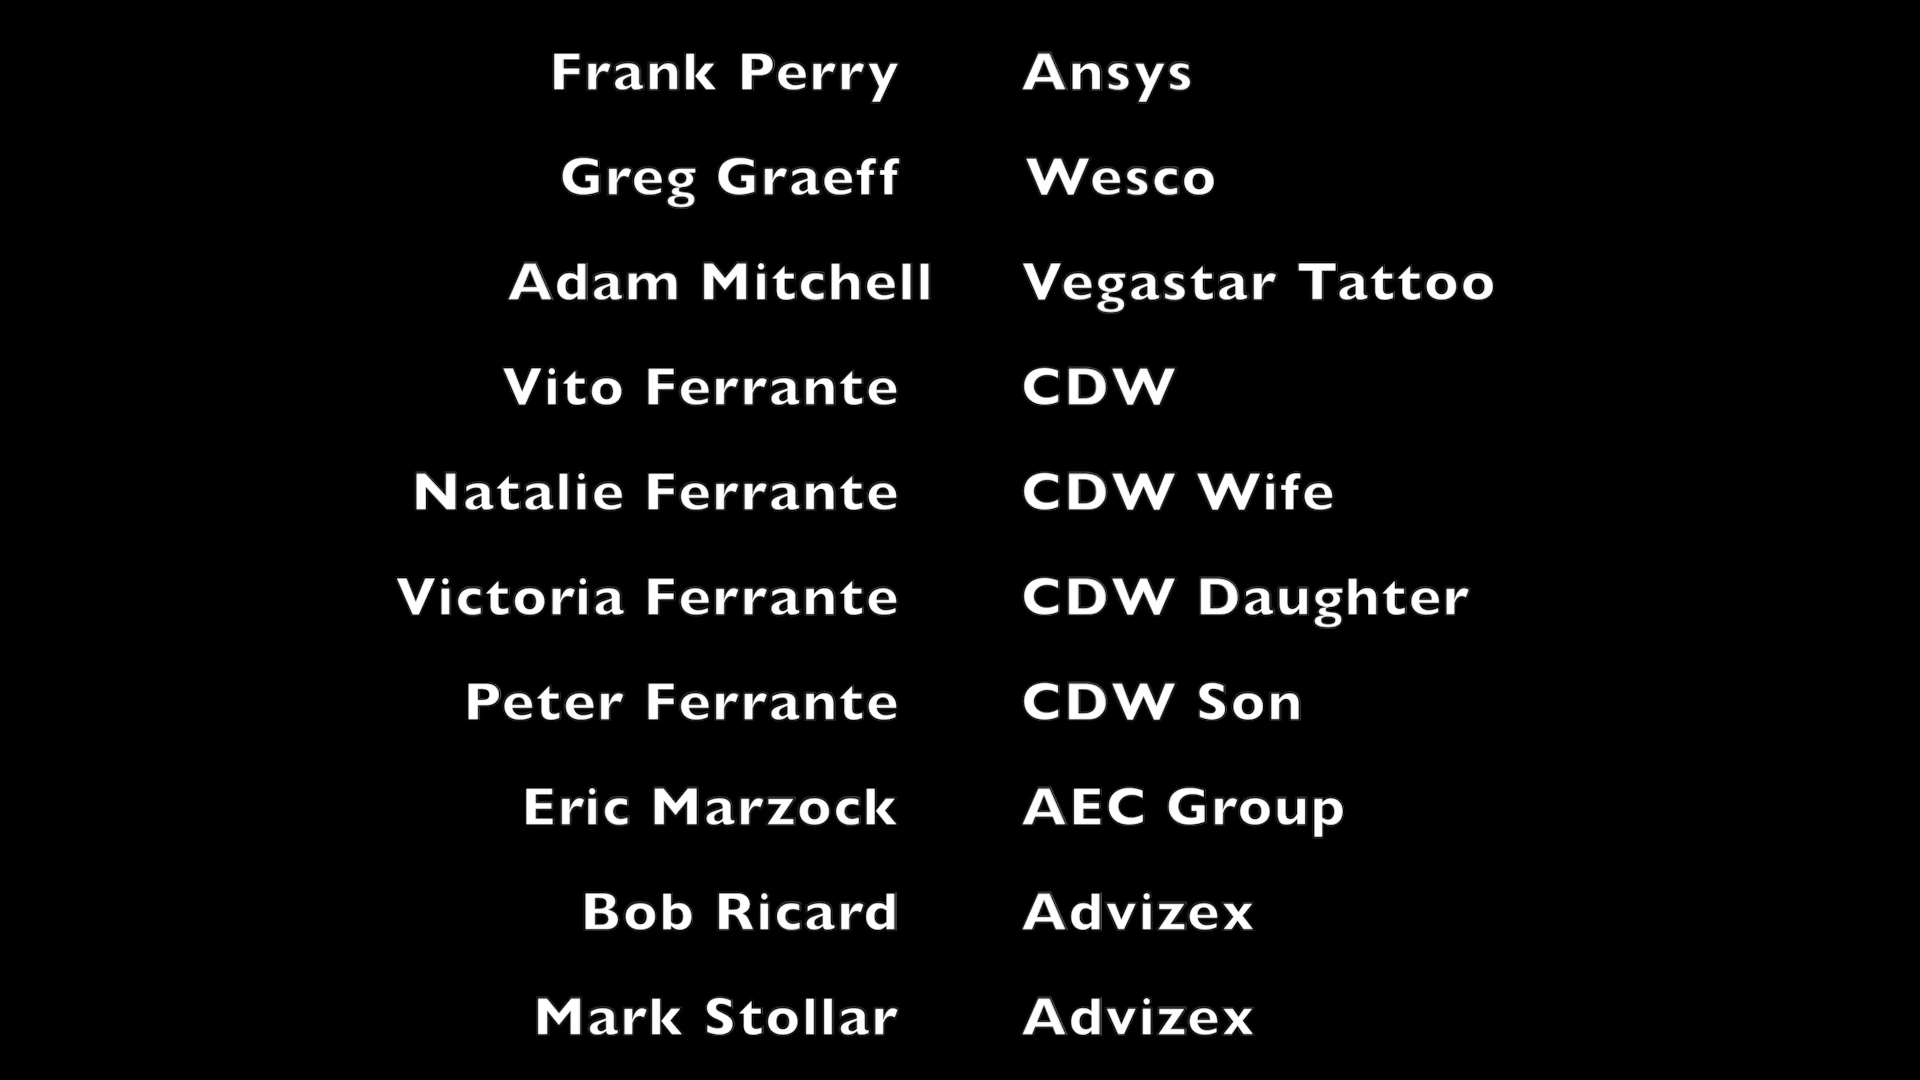 Frank Perry Ansys
Greg Graeff Wesco
Adam Mitchell Vegastar Tattoo
Vito Ferrante CDW
Natalie Ferrante CDW Wife
Victoria Ferrante CDW Daughter
Peter Ferrante CDW Son
Eric Marzock AEC Group
Bob Ricard Advizex
Mark Stollar Advizex